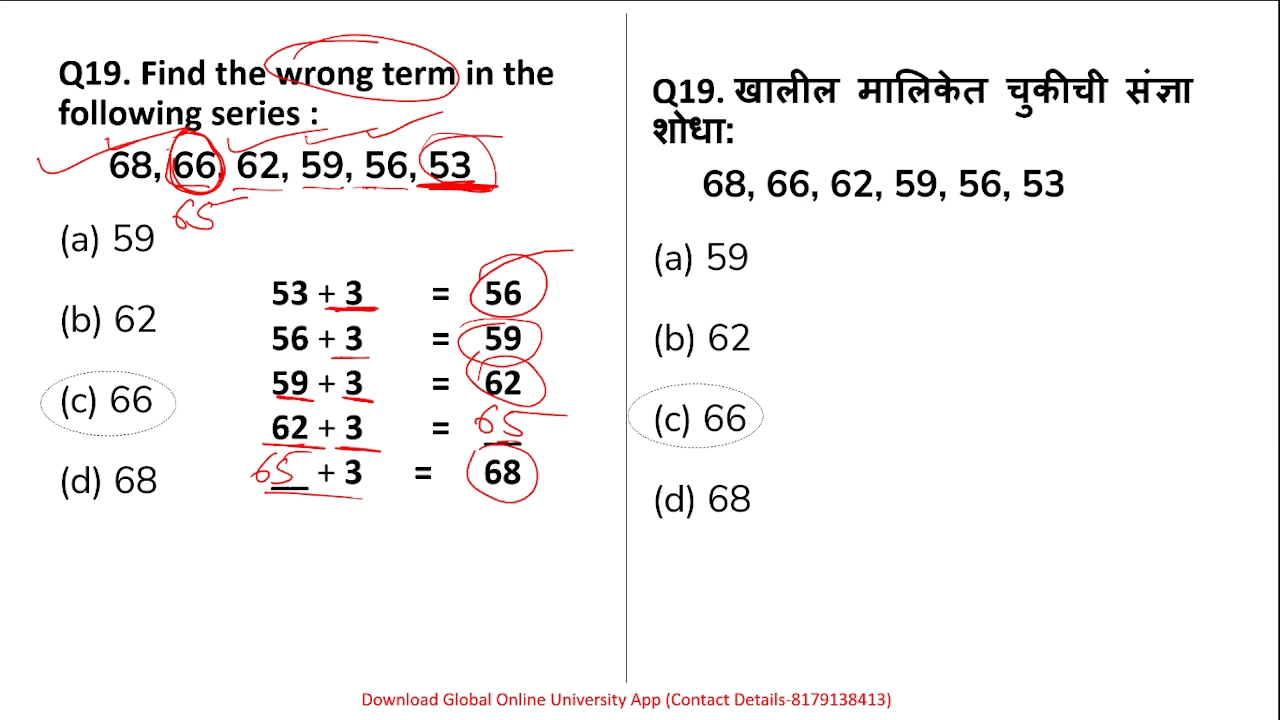 Q19. Find the wrong term in the
following series :
68, 66, 62, 59, 56, 53
65
(a) 59
(b) 62
(c) 66
(d) 68
53 + 3 = 56
56 + 3 = 59
59 + 3 = 62
62 + 3 = 65
65 + 3 = 68
Q19. खालील मालिकेत चुकीची संज्ञा
शोधा:
68, 66, 62, 59, 56, 53
(a) 59
(b) 62
(c) 66
(d) 68
Download Global Online University App (Contact Details-8179138413)